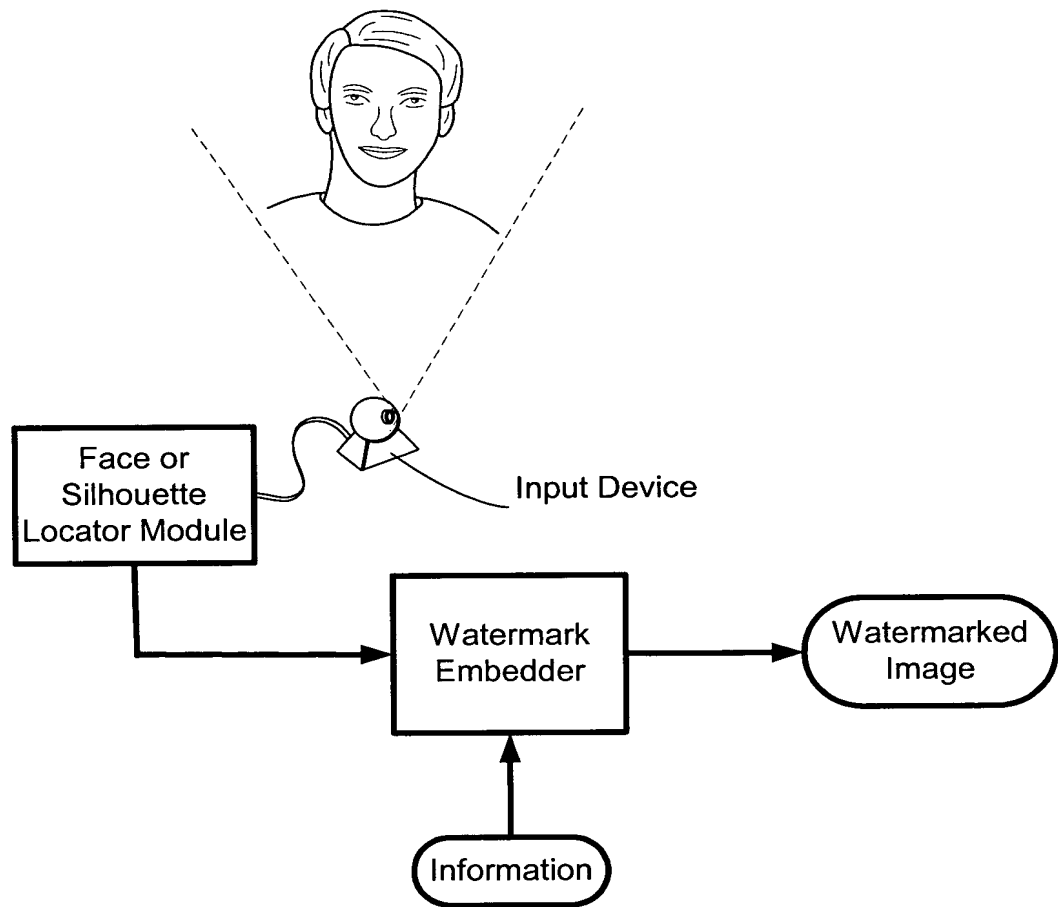 Face or
Silhouette
Locator Module
Input Device
Watermark
Embedder
Watermarked
Image
Information